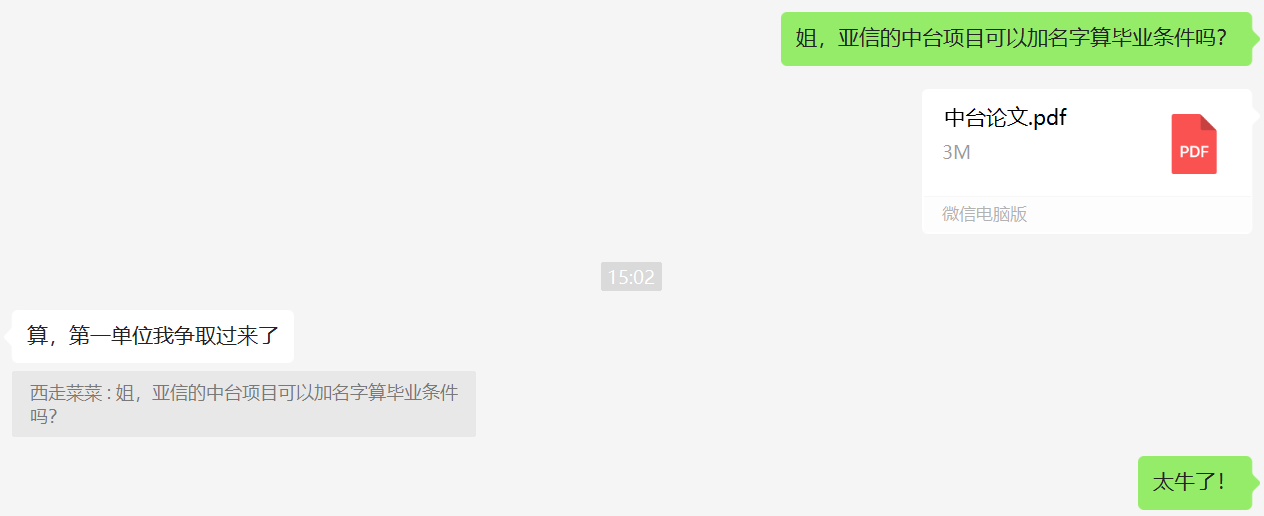 姐，亚信的中台项目可以加名字算毕业条件吗？
中台论文.pdf
3M
PDF
微信电脑版
15:02
算，第一单位我争取过来了
西走菜菜：姐，亚信的中台项目可以加名字算毕业条件
吗？
太牛了！